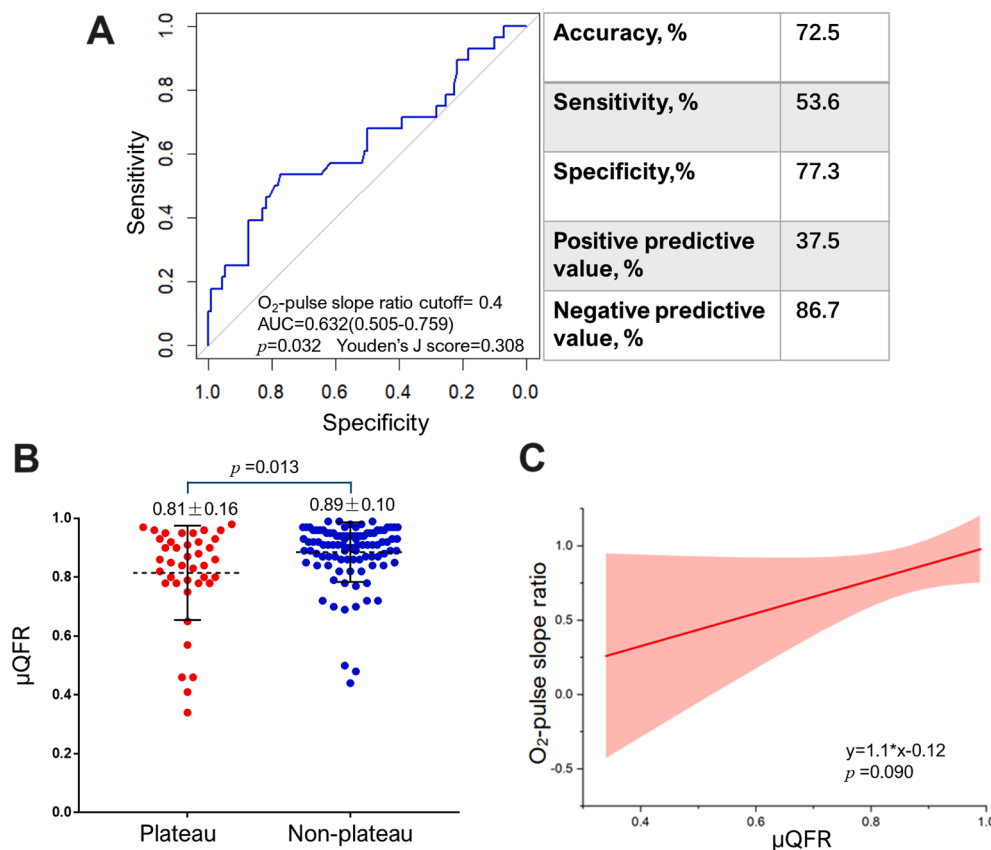 A
1.0
0.8
0.6
0.4
0.2
0.0
Sensitivity
O₂-pulse slope ratio cutoff= 0.4
AUC=0.632(0.505-0.759)
p=0.032 Youden's J score=0.308
1.0 0.8 0.6 0.4 0.2 0.0
Specificity
Accuracy, % 72.5
Sensitivity, % 53.6
Specificity,% 77.3
Positive predictive value, % 37.5
Negative predictive value, % 86.7
B
p =0.013
0.81±0.16 0.89±0.10
1.0
0.8
0.6
0.4
0.2
0.0
µQFR
Plateau Non-plateau
C
1.0
0.5
0.0
-0.5
O₂-pulse slope ratio
y=1.1*x-0.12
p =0.090
0.4 0.6 0.8 1.0
µQFR